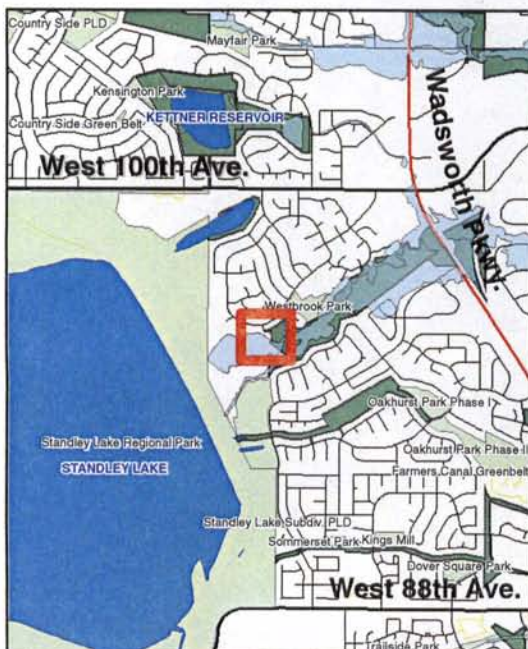 Country Side PLD
Mayfair Park
Kensington Park
Country Side Green Belt
KETTNER RESERVOIR
West 100th Ave.
Wadsworth Pkwy.
Westbrook Park
Oakhurst Park Phase I
Standley Lake Regional Park
STANDLEY LAKE
Oakhurst Park Phase II
Farmers Canal Greenbelt
Standley Lake Subdiv. PLD
Sommerset Park
Kings Mill
Dover Square Park
West 88th Ave.
Trailside Park